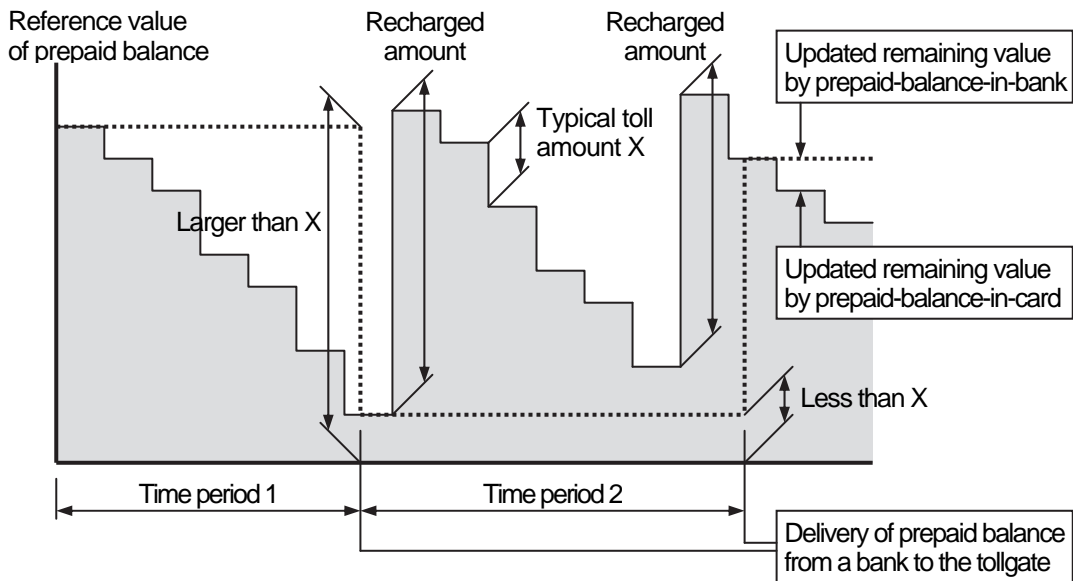 Reference value
of prepaid balance
Recharged
amount
Recharged
amount
Updated remaining value
by prepaid-balance-in-bank
Typical toll
amount X
Larger than X
Updated remaining value
by prepaid-balance-in-card
Less than X
Time period 1
Time period 2
Delivery of prepaid balance
from a bank to the tollgate